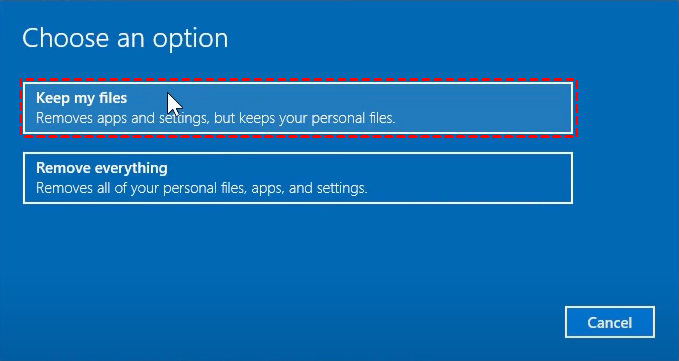 Choose an option
Keep my files
Removes apps and settings, but keeps your personal files.
Remove everything
Removes all of your personal files, apps, and settings.
Cancel